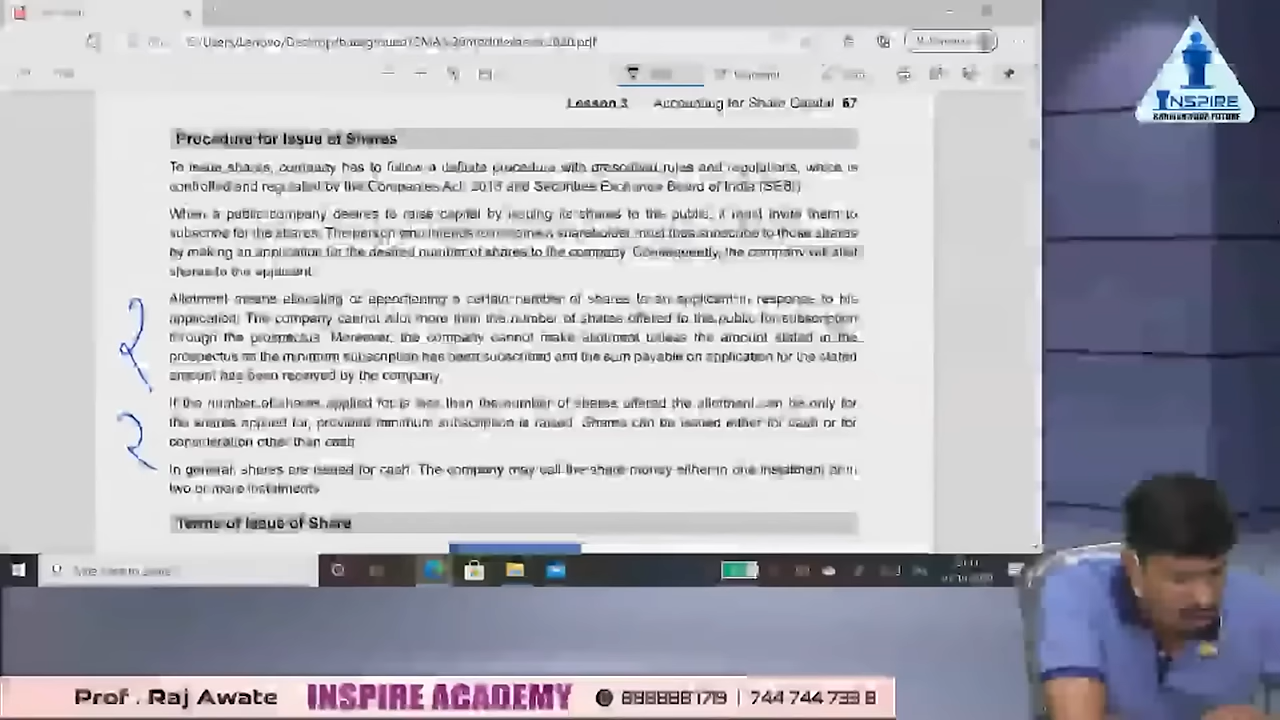 Lesson 3 Accounting for Share Capital 67
Procedure for Issue of Shares
To issue shares, company has to follow a definite procedure with prescribed rules and regulations, which is
controlled and regulated by the Companies Act, 2013 and Securities Exchange Board of India (SEBI)
When a public company desires to raise capital by issuing its shares to the public, it must invite them to
subscribe for the shares. The person who intends to become a shareholder, must then subscribe to those shares
by making an application for the desired number of shares to the company. Consequently, the company will allot
shares to the applicant.
Allotment means allocating or apportioning a certain number of shares to an applicant in response to his
application. The company cannot allot more than the number of shares offered to the public for subscription
through the prospectus. Moreover, the company cannot make allotment unless the amount stated in the
prospectus as the minimum subscription has been subscribed and the sum payable on application for the stated
amount has been received by the company.
If the number of shares applied for is less than the number of shares offered the allotment can be only for
the shares applied for, provided minimum subscription is raised. Shares can be issued either for cash or for
consideration other than cash.
In general, shares are issued for cash. The company may call the share money either in one instalment or in
two or more instalments
Terms of Issue of Share
INSPIRE
Prof . Raj Awate INSPIRE ACADEMY